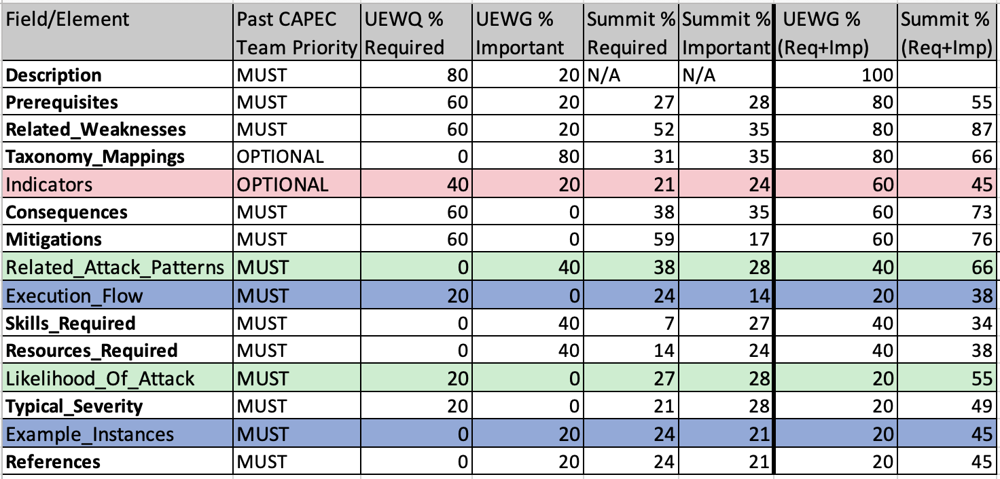 Field/Element Past CAPEC UEWQ % UEWG % Summit % Summit % UEWG % Summit %
Team Priority Required Important Required Important (Req+Imp) (Req+Imp)
Description MUST 80 20 N/A N/A 100
Prerequisites MUST 60 20 27 28 80 55
Related_Weaknesses MUST 60 20 52 35 80 87
Taxonomy_Mappings OPTIONAL 0 80 31 35 80 66
Indicators OPTIONAL 40 20 21 24 60 45
Consequences MUST 60 0 38 35 60 73
Mitigations MUST 60 0 59 17 60 76
Related_Attack_Patterns MUST 0 40 38 28 40 66
Execution_Flow MUST 20 0 24 14 20 38
Skills_Required MUST 0 40 7 27 40 34
Resources_Required MUST 0 40 14 24 40 38
Likelihood_Of_Attack MUST 20 0 27 28 20 55
Typical_Severity MUST 20 0 21 28 20 49
Example_Instances MUST 0 20 24 21 20 45
References MUST 0 20 24 21 20 45